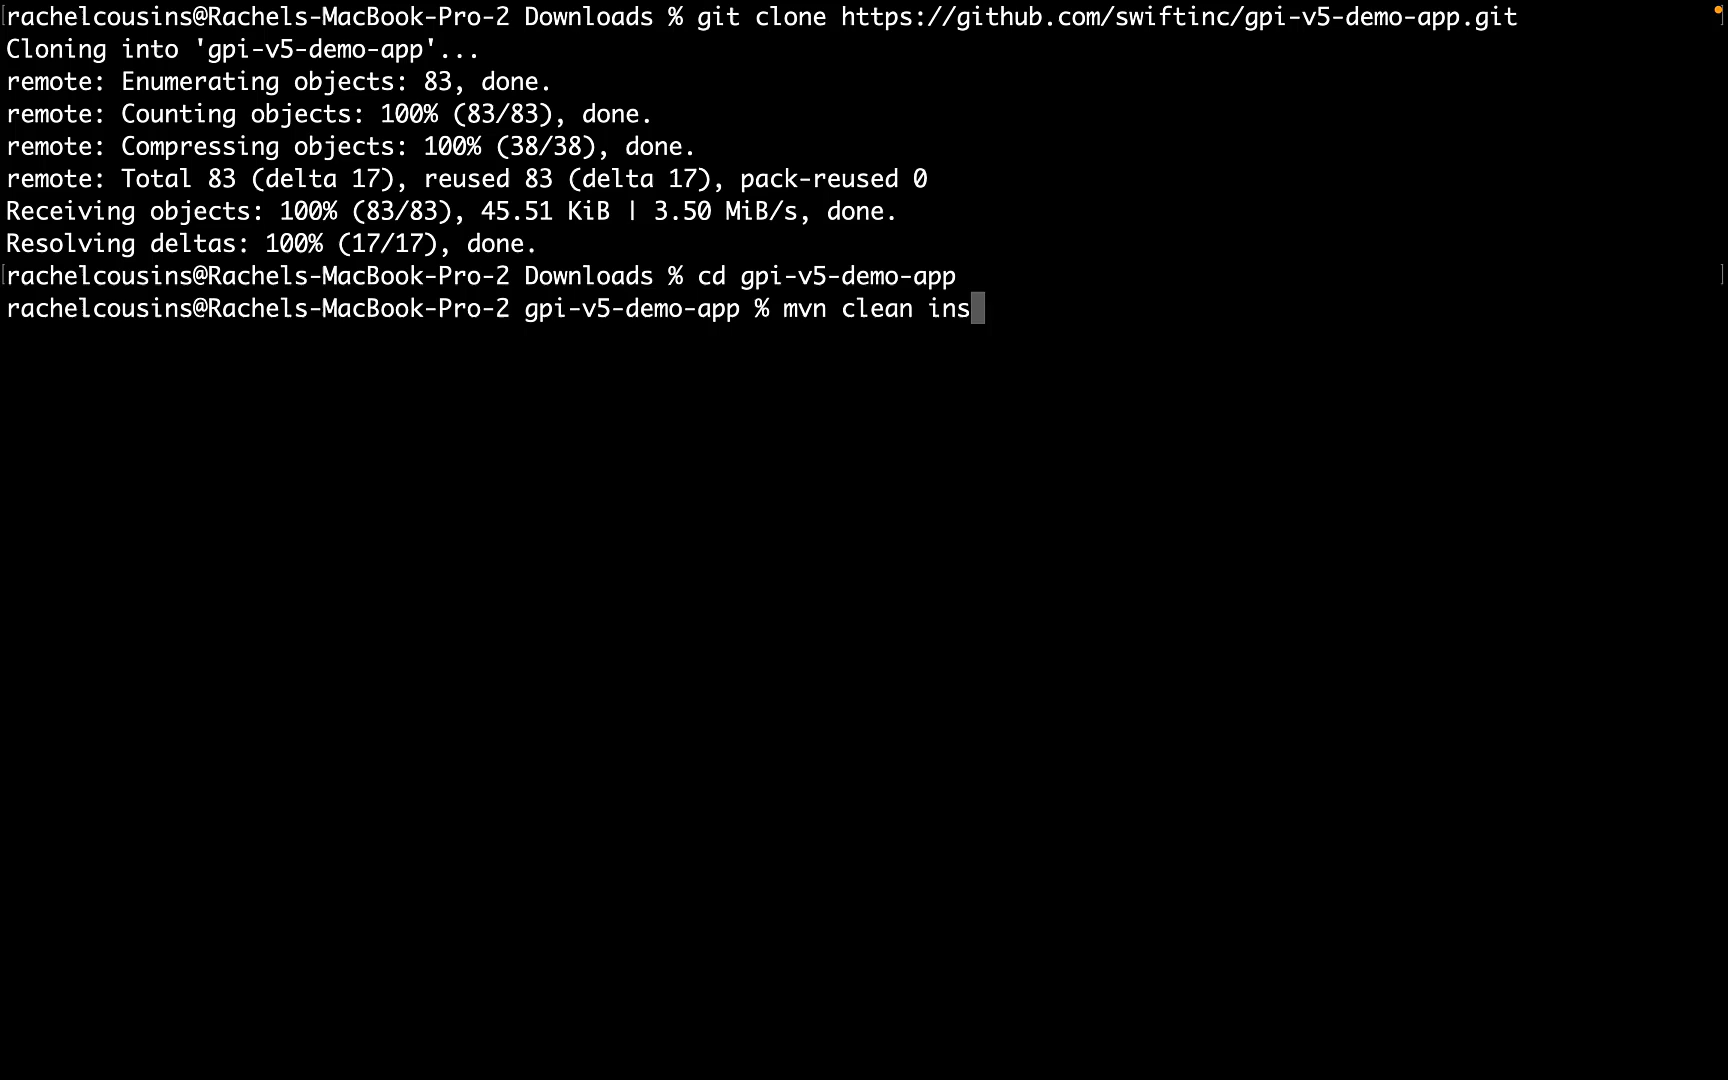 rachelcousins@Rachels-MacBook-Pro-2 Downloads % git clone https://github.com/swiftinc/gpi-v5-demo-app.git
Cloning into 'gpi-v5-demo-app'...
remote: Enumerating objects: 83, done.
remote: Counting objects: 100% (83/83), done.
remote: Compressing objects: 100% (38/38), done.
remote: Total 83 (delta 17), reused 83 (delta 17), pack-reused 0
Receiving objects: 100% (83/83), 45.51 KiB | 3.50 MiB/s, done.
Resolving deltas: 100% (17/17), done.
rachelcousins@Rachels-MacBook-Pro-2 Downloads % cd gpi-v5-demo-app
rachelcousins@Rachels-MacBook-Pro-2 gpi-v5-demo-app % mvn clean ins